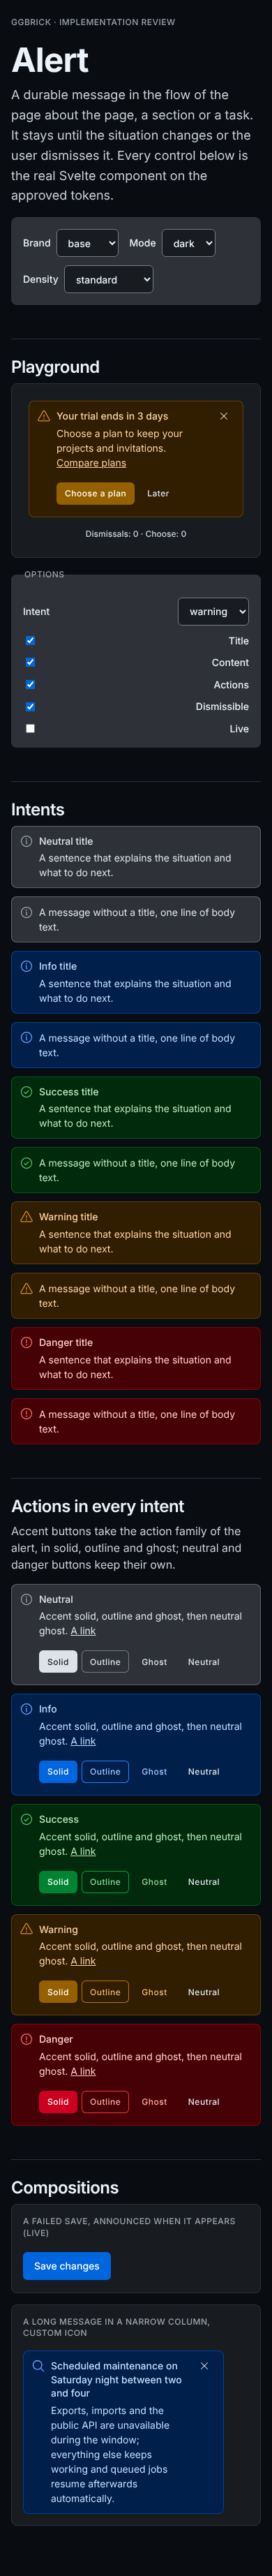 GGBRICK · IMPLEMENTATION REVIEW
Alert
A durable message in the flow of the
page about the page, a section or a task.
It stays until the situation changes or the
user dismisses it. Every control below is
the real Svelte component on the
approved tokens.
Brand base Mode dark
Density standard
Playground
Your trial ends in 3 days
Choose a plan to keep your
projects and invitations.
Compare plans
Choose a plan Later
Dismissals: 0 · Choose: 0
OPTIONS
Intent warning
Title
Content
Actions
Dismissible
Live
Intents
Neutral title
A sentence that explains the situation and
what to do next.
A message without a title, one line of body
text.
Info title
A sentence that explains the situation and
what to do next.
A message without a title, one line of body
text.
Success title
A sentence that explains the situation and
what to do next.
A message without a title, one line of body
text.
Warning title
A sentence that explains the situation and
what to do next.
A message without a title, one line of body
text.
Danger title
A sentence that explains the situation and
what to do next.
A message without a title, one line of body
text.
Actions in every intent
Accent buttons take the action family of the
alert, in solid, outline and ghost; neutral and
danger buttons keep their own.
Neutral
Accent solid, outline and ghost, then neutral
ghost. A link
Solid Outline Ghost Neutral
Info
Accent solid, outline and ghost, then neutral
ghost. A link
Solid Outline Ghost Neutral
Success
Accent solid, outline and ghost, then neutral
ghost. A link
Solid Outline Ghost Neutral
Warning
Accent solid, outline and ghost, then neutral
ghost. A link
Solid Outline Ghost Neutral
Danger
Accent solid, outline and ghost, then neutral
ghost. A link
Solid Outline Ghost Neutral
Compositions
A FAILED SAVE, ANNOUNCED WHEN IT APPEARS
(LIVE)
Save changes
A LONG MESSAGE IN A NARROW COLUMN,
CUSTOM ICON
Scheduled maintenance on
Saturday night between two
and four
Exports, imports and the
public API are unavailable
during the window;
everything else keeps
working and queued jobs
resume afterwards
automatically.